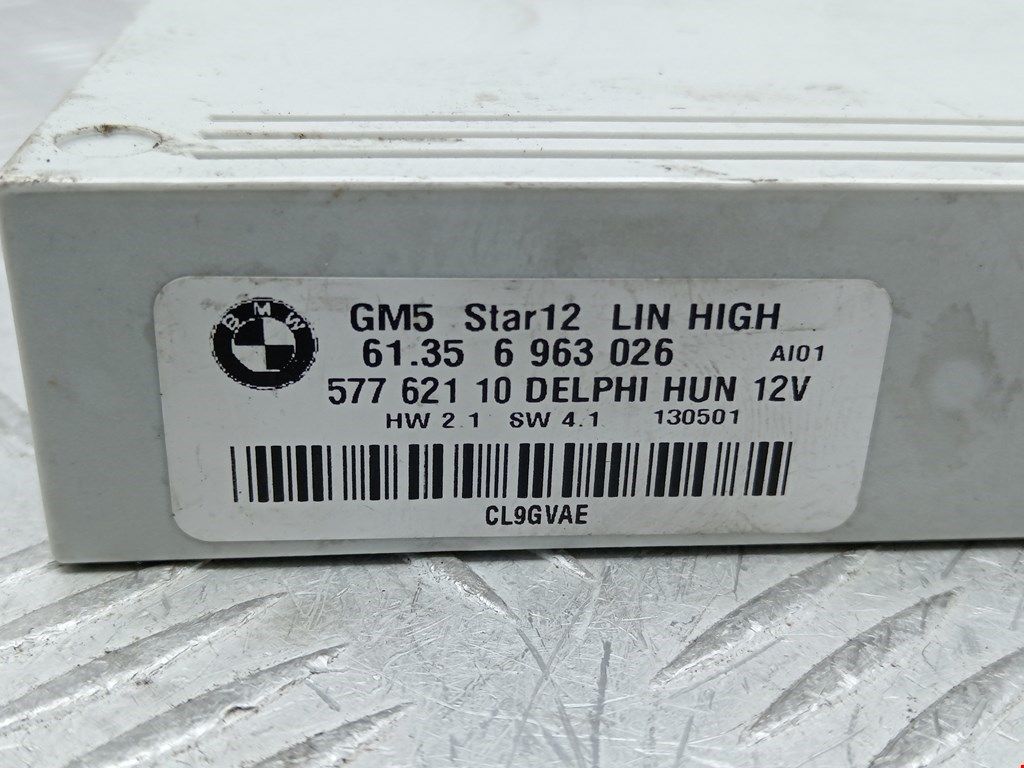 BMW
GM5 Star12 LIN HIGH
61.35 6 963 026 AI01
577 621 10 DELPHI HUN 12V
HW 2.1 SW 4.1 130501
CL9GVAE